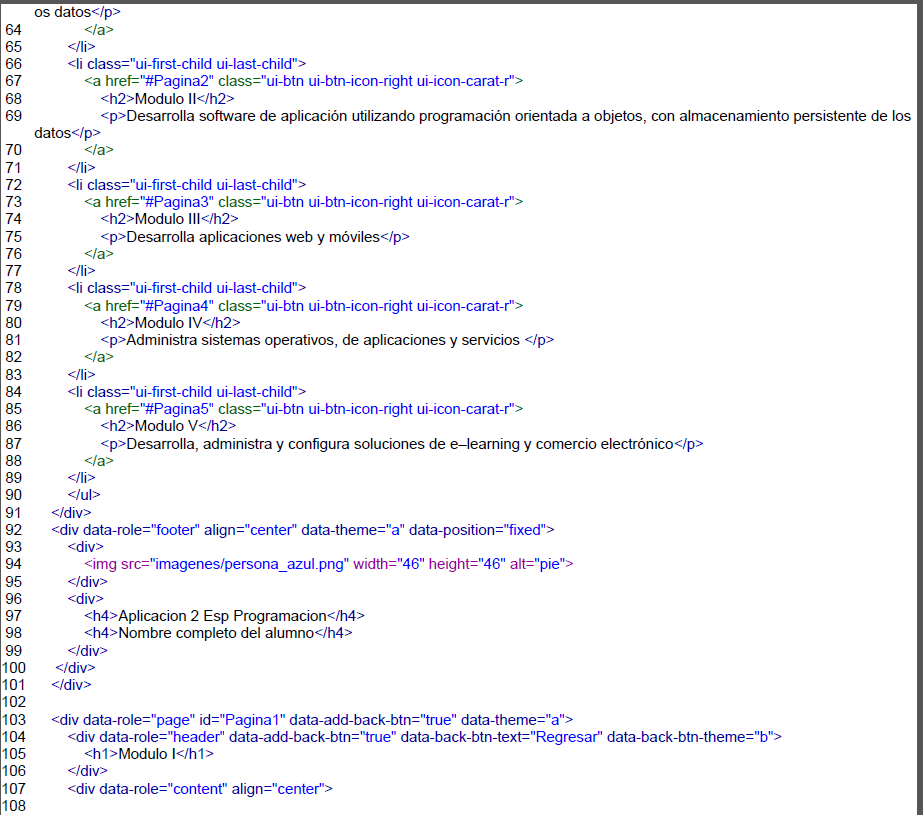 os datos</p>
64 </a>
65 </li>
66 <li class="ui-first-child ui-last-child">
67 <a href="#Pagina2" class="ui-btn ui-btn-icon-right ui-icon-carat-r">
68 <h2>Modulo II</h2>
69 <p>Desarrolla software de aplicación utilizando programación orientada a objetos, con almacenamiento persistente de los
datos</p>
70 </a>
71 </li>
72 <li class="ui-first-child ui-last-child">
73 <a href="#Pagina3" class="ui-btn ui-btn-icon-right ui-icon-carat-r">
74 <h2>Modulo III</h2>
75 <p>Desarrolla aplicaciones web y móviles</p>
76 </a>
77 </li>
78 <li class="ui-first-child ui-last-child">
79 <a href="#Pagina4" class="ui-btn ui-btn-icon-right ui-icon-carat-r">
80 <h2>Modulo IV</h2>
81 <p>Administra sistemas operativos, de aplicaciones y servicios </p>
82 </a>
83 </li>
84 <li class="ui-first-child ui-last-child">
85 <a href="#Pagina5" class="ui-btn ui-btn-icon-right ui-icon-carat-r">
86 <h2>Modulo V</h2>
87 <p>Desarrolla, administra y configura soluciones de e–learning y comercio electrónico</p>
88 </a>
89 </li>
90 </ul>
91 </div>
92 <div data-role="footer" align="center" data-theme="a" data-position="fixed">
93 <div>
94 <img src="imagenes/persona_azul.png" width="46" height="46" alt="pie">
95 </div>
96 <div>
97 <h4>Aplicacion 2 Esp Programacion</h4>
98 <h4>Nombre completo del alumno</h4>
99 </div>
100 </div>
101 </div>
102
103 <div data-role="page" id="Pagina1" data-add-back-btn="true" data-theme="a">
104 <div data-role="header" data-add-back-btn="true" data-back-btn-text="Regresar" data-back-btn-theme="b">
105 <h1>Modulo I</h1>
106 </div>
107 <div data-role="content" align="center">
108